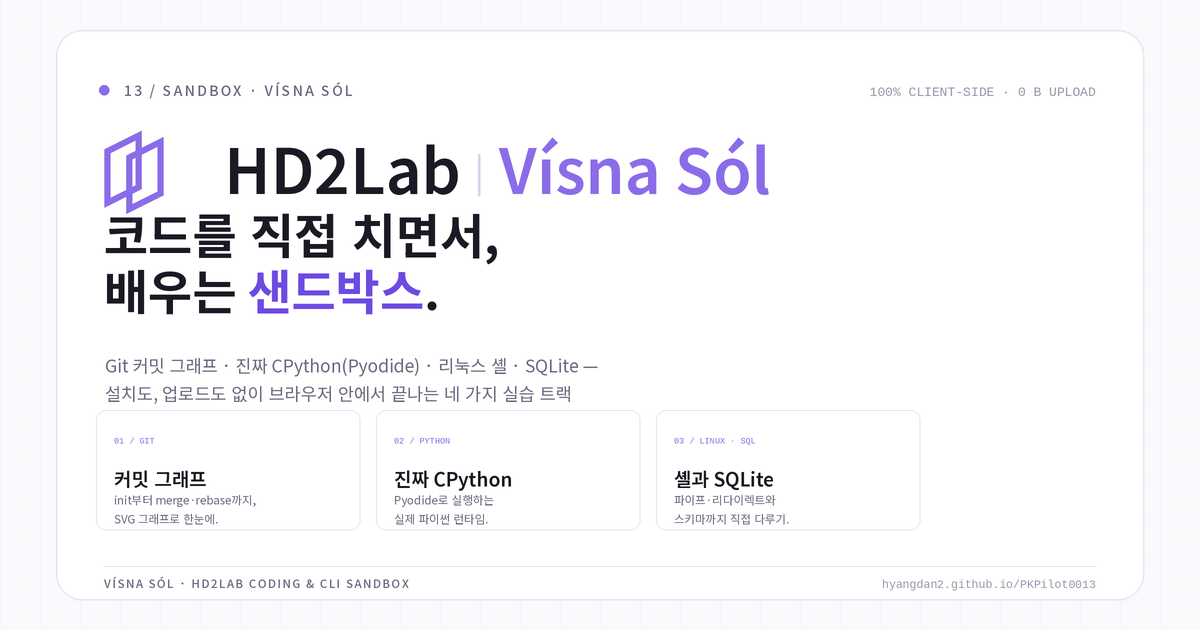 13 / SANDBOX · VÍSNA SÓL
100% CLIENT-SIDE · 0 B UPLOAD
HD2Lab | Vísna Sól
코드를 직접 치면서,
배우는 샌드박스.
Git 커밋 그래프 · 진짜 CPython(Pyodide) · 리눅스 셸 · SQLite —
설치도, 업로드도 없이 브라우저 안에서 끝나는 네 가지 실습 트랙
01 / GIT
커밋 그래프
init부터 merge·rebase까지,
SVG 그래프로 한눈에.
02 / PYTHON
진짜 CPython
Pyodide로 실행하는
실제 파이썬 런타임.
03 / LINUX · SQL
셸과 SQLite
파이프·리다이렉트와
스키마까지 직접 다루기.
VÍSNA SÓL · HD2LAB CODING & CLI SANDBOX
hyangdan2.github.io/PKPilot0013